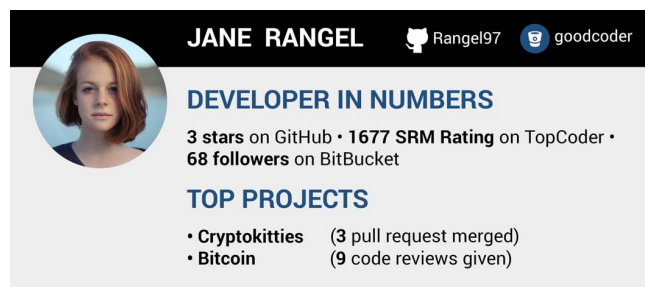 JANE RANGEL Rangel97 goodcoder
DEVELOPER IN NUMBERS
3 stars on GitHub • 1677 SRM Rating on TopCoder •
68 followers on BitBucket
TOP PROJECTS
• Cryptokitties (3 pull request merged)
• Bitcoin (9 code reviews given)